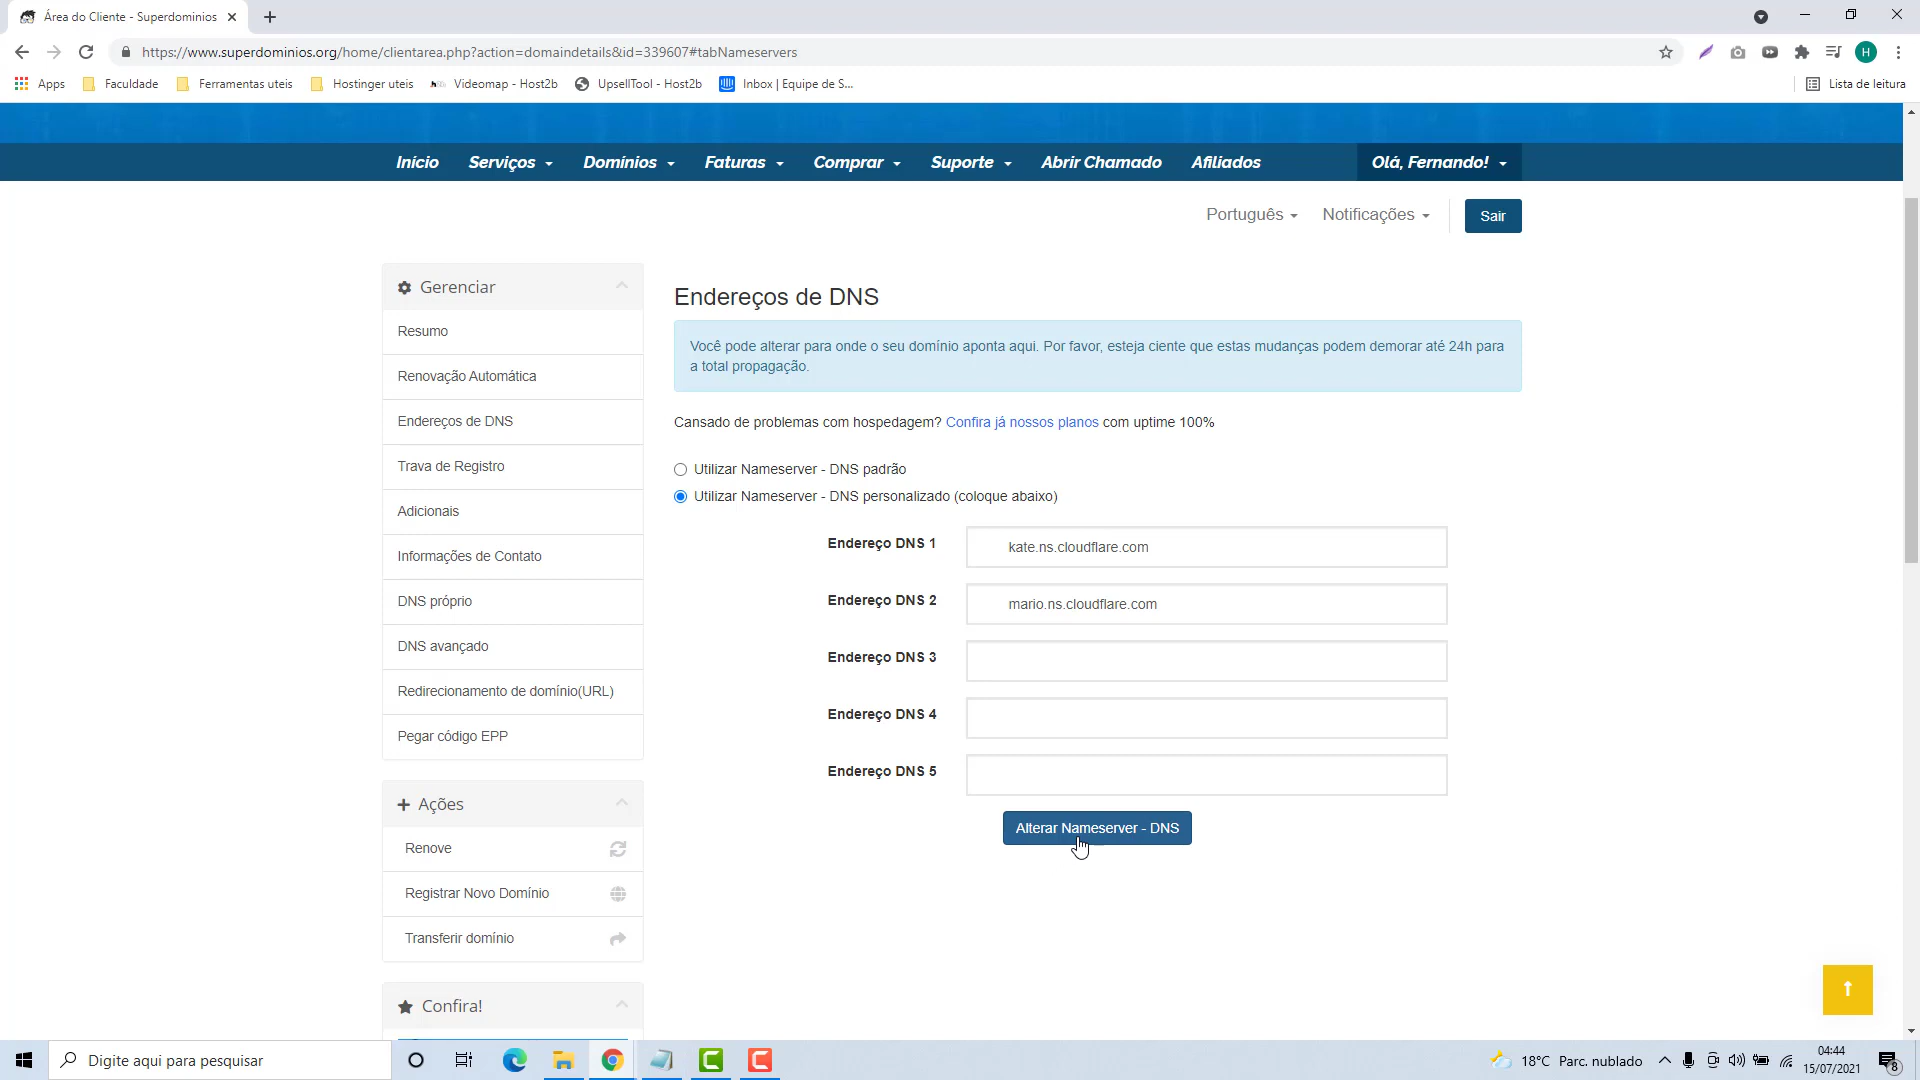 Área do Cliente - Superdominios
https://www.superdominios.org/home/clientarea.php?action=domaindetails&id=339607#tabNameservers
H
Apps
Faculdade
Ferramentas uteis
Hostinger uteis
Videomap - Host2b
UpsellTool - Host2b
Inbox | Equipe de S...
Lista de leitura
Início
Serviços
Domínios
Faturas
Comprar
Suporte
Abrir Chamado
Afiliados
Olá, Fernando!
Português
Notificações
Sair
Gerenciar
Resumo
Renovação Automática
Endereços de DNS
Trava de Registro
Adicionais
Informações de Contato
DNS próprio
DNS avançado
Redirecionamento de domínio(URL)
Pegar código EPP
Ações
Renove
Registrar Novo Domínio
Transferir domínio
Confira!
Endereços de DNS
Você pode alterar para onde o seu domínio aponta aqui. Por favor, esteja ciente que estas mudanças podem demorar até 24h para
a total propagação.
Cansado de problemas com hospedagem? Confira já nossos planos com uptime 100%
Utilizar Nameserver - DNS padrão
Utilizar Nameserver - DNS personalizado (coloque abaixo)
Endereço DNS 1
kate.ns.cloudflare.com
Endereço DNS 2
mario.ns.cloudflare.com
Endereço DNS 3
Endereço DNS 4
Endereço DNS 5
Alterar Nameserver - DNS
Digite aqui para pesquisar
18°C Parc. nublado
04:44
15/07/2021
8